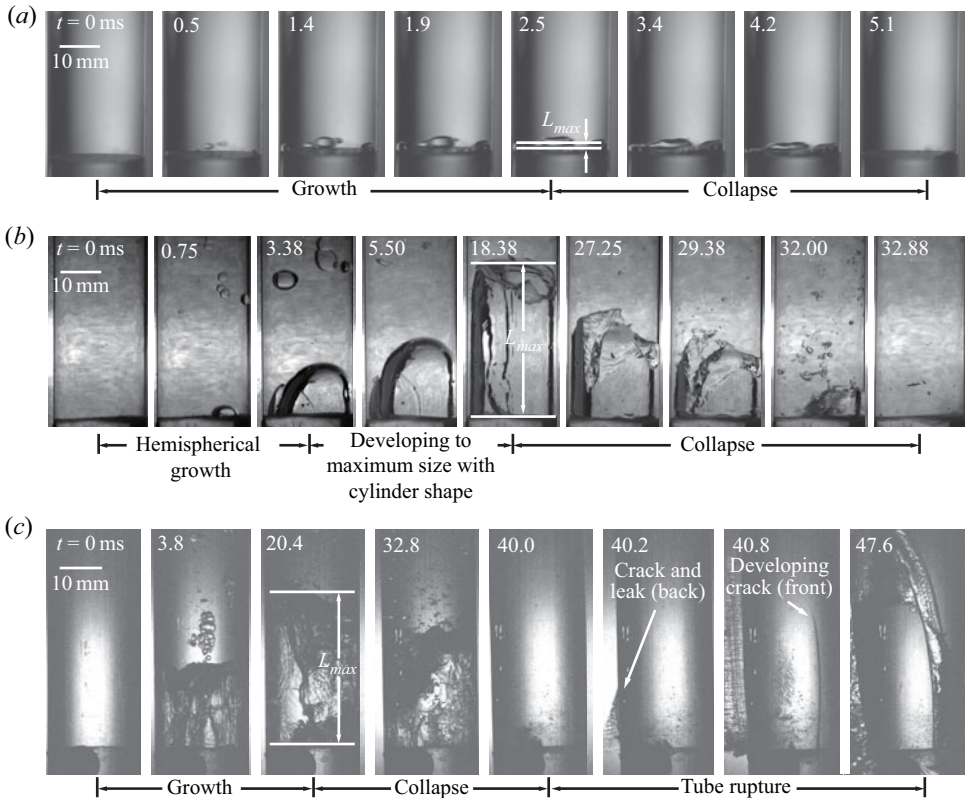 (a)
t = 0 ms 0.5 1.4 1.9 2.5 3.4 4.2 5.1
10 mm
Lmax
Growth Collapse
(b)
t = 0 ms 0.75 3.38 5.50 18.38 27.25 29.38 32.00 32.88
10 mm
Lmax
Hemispherical growth
Developing to maximum size with cylinder shape
Collapse
(c)
t = 0 ms 3.8 20.4 32.8 40.0 40.2 40.8 47.6
10 mm
Crack and
leak (back)
Developing
crack (front)
Lmax
Growth Collapse Tube rupture